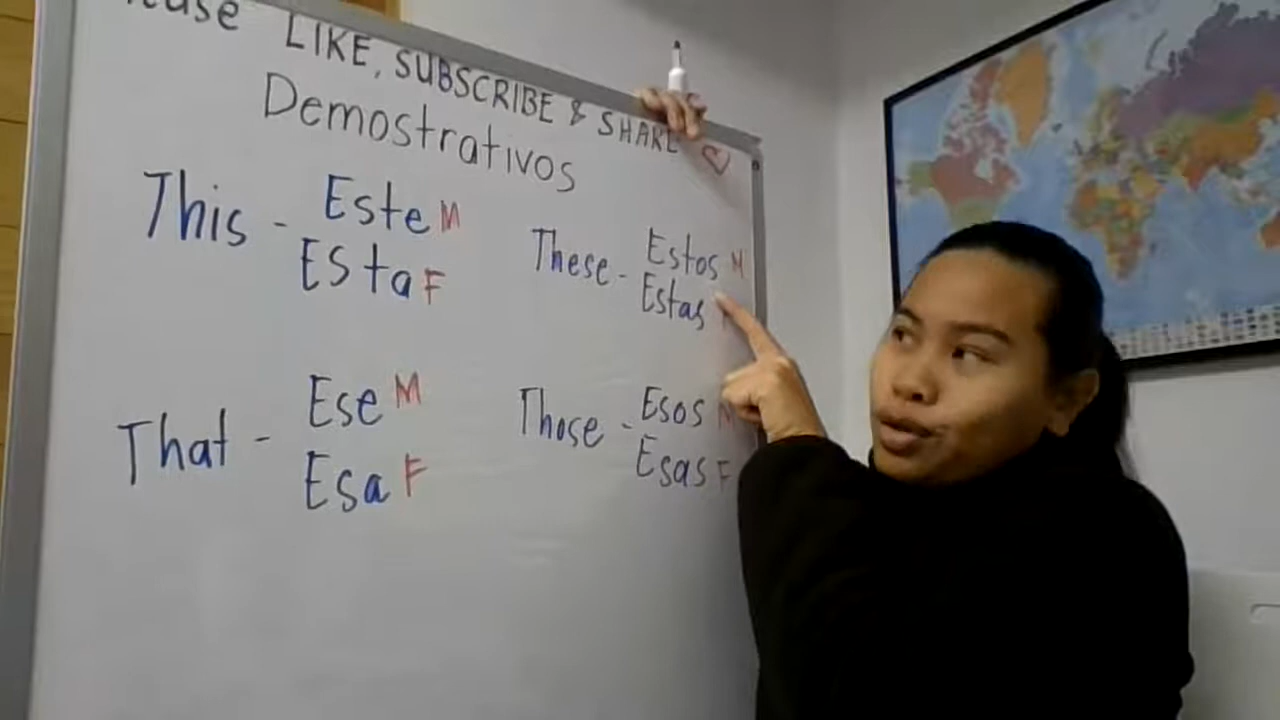 LIKE, SUBSCRIBE & SHARE ♡
Demostrativos
This - Este M
Esta F
These - Estos M
Estas
That - Ese M
Esa F
Those - Esos M
Esas F